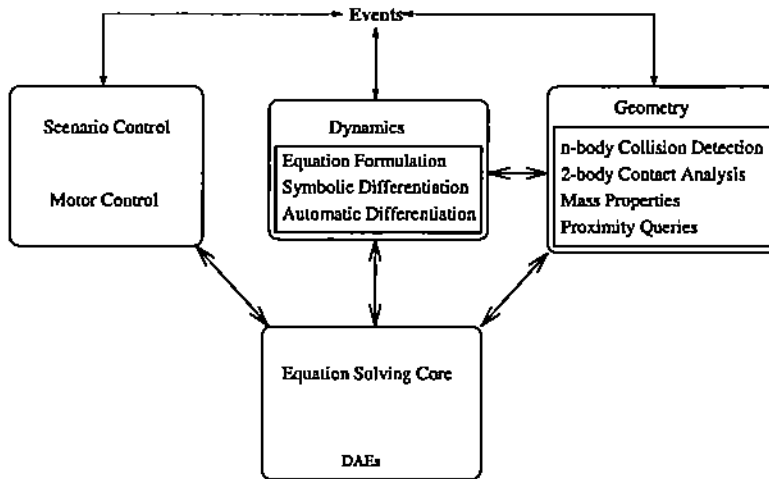 Events
Scenario Control
Motor Control
Dynamics
Equation Formulation
Symbolic Differentiation
Automatic Differentiation
Geometry
n-body Collision Detection
2-body Contact Analysis
Mass Properties
Proximity Queries
Equation Solving Core
DAEs